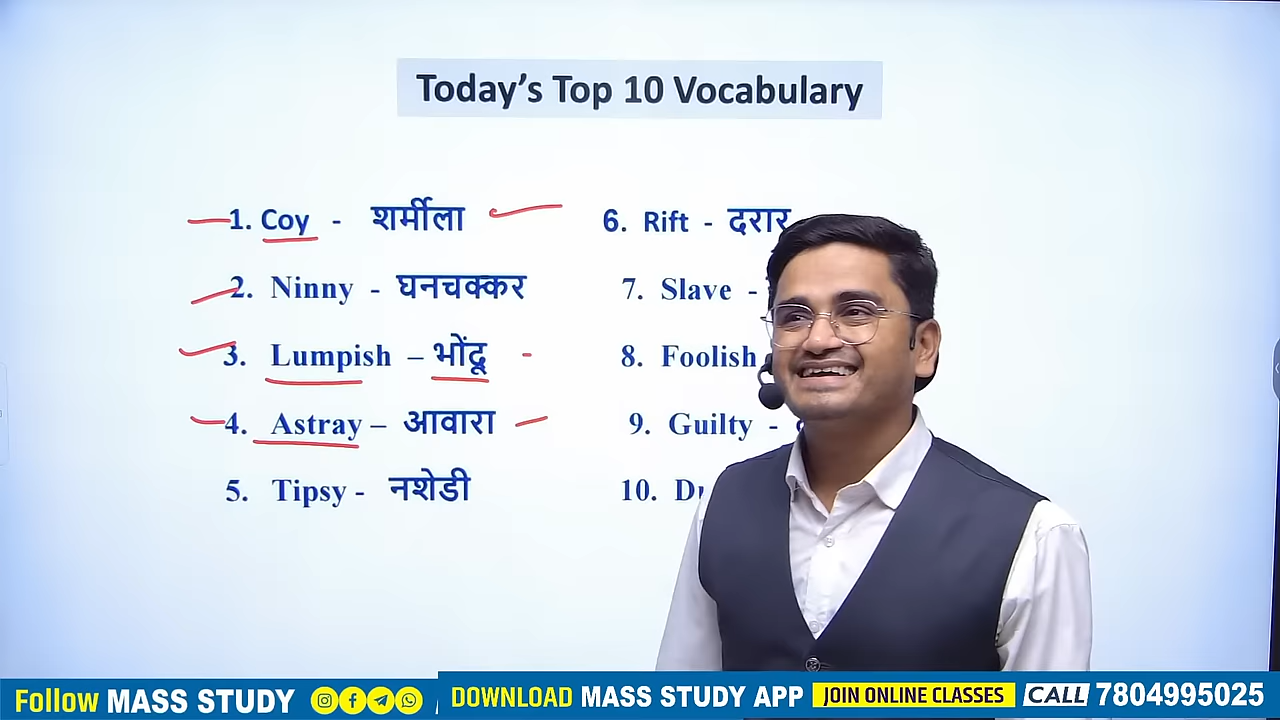 Today's Top 10 Vocabulary
1. Coy - शर्मीला
2. Ninny - घनचक्कर
3. Lumpish – भोंदू
4. Astray – आवारा
5. Tipsy - नशेडी
6. Rift - दरार
7. Slave -
8. Foolish
9. Guilty -
10.
Follow MASS STUDY
DOWNLOAD MASS STUDY APP JOIN ONLINE CLASSES CALL 7804995025